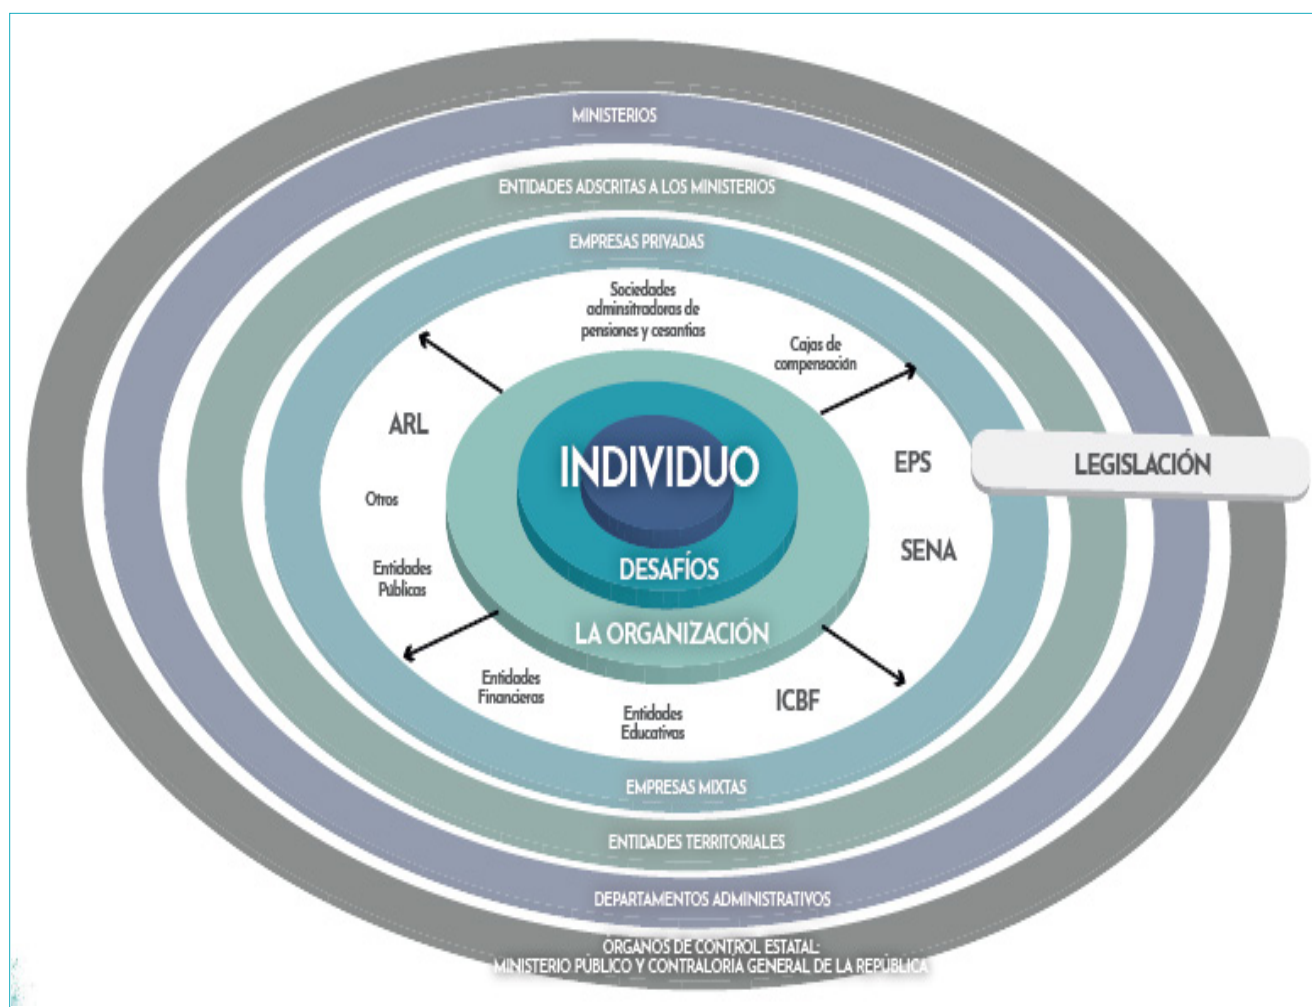 MINISTERIOS
ENTIDADES ADSCRITAS A LOS MINISTERIOS
EMPRESAS PRIVADAS
Sociedades
adminsitradoras de
pensiones y cesantías
Cajas de
compensación
ARL
INDIVIDUO
EPS
LEGISLACIÓN
Otros
SENA
Entidades
Públicas
DESAFÍOS
LA ORGANIZACIÓN
Entidades
Financieras
ICBF
Entidades
Educativas
EMPRESAS MIXTAS
ENTIDADES TERRITORIALES
DEPARTAMENTOS ADMINISTRATIVOS
ÓRGANOS DE CONTROL ESTATAL:
MINISTERIO PÚBLICO Y CONTRALORÍA GENERAL DE LA REPÚBLICA